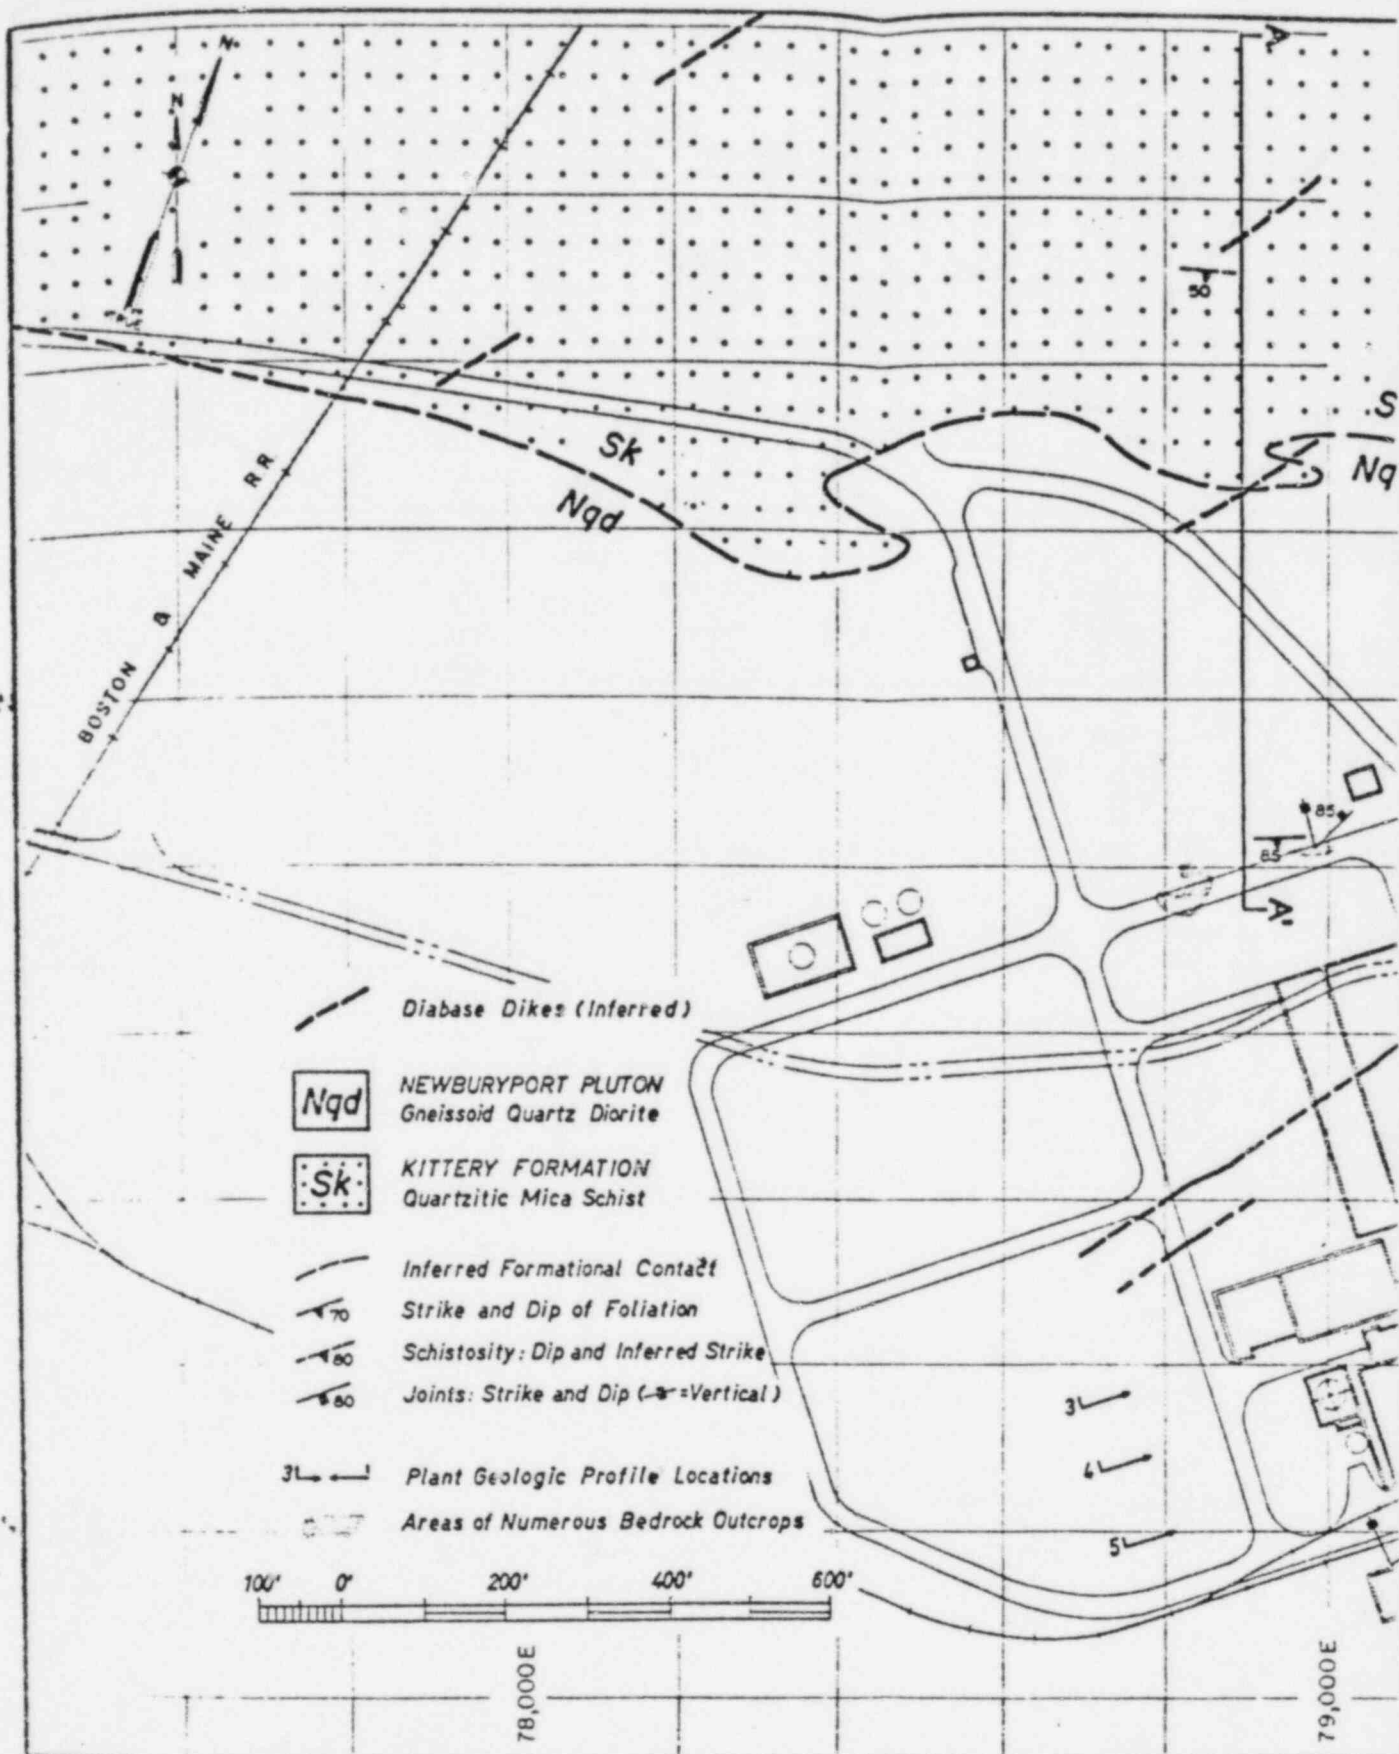 N.
N.
A
50
S
Sk
Nq
Nqd
BOSTON & MAINE RR
85
85
A
Diabase Dikes (Inferred)
Nqd
NEWBURYPORT PLUTON
Gneissoid Quartz Diorite
Sk
KITTERY FORMATION
Quartzitic Mica Schist
Inferred Formational Contact
70
Strike and Dip of Foliation
80
Schistosity: Dip and Inferred Strike
80
Joints: Strike and Dip ( =Vertical)
3
4
5
3 1
Plant Geologic Profile Locations
Areas of Numerous Bedrock Outcrops
100' 0' 200' 400' 600'
78,000E
79,000E